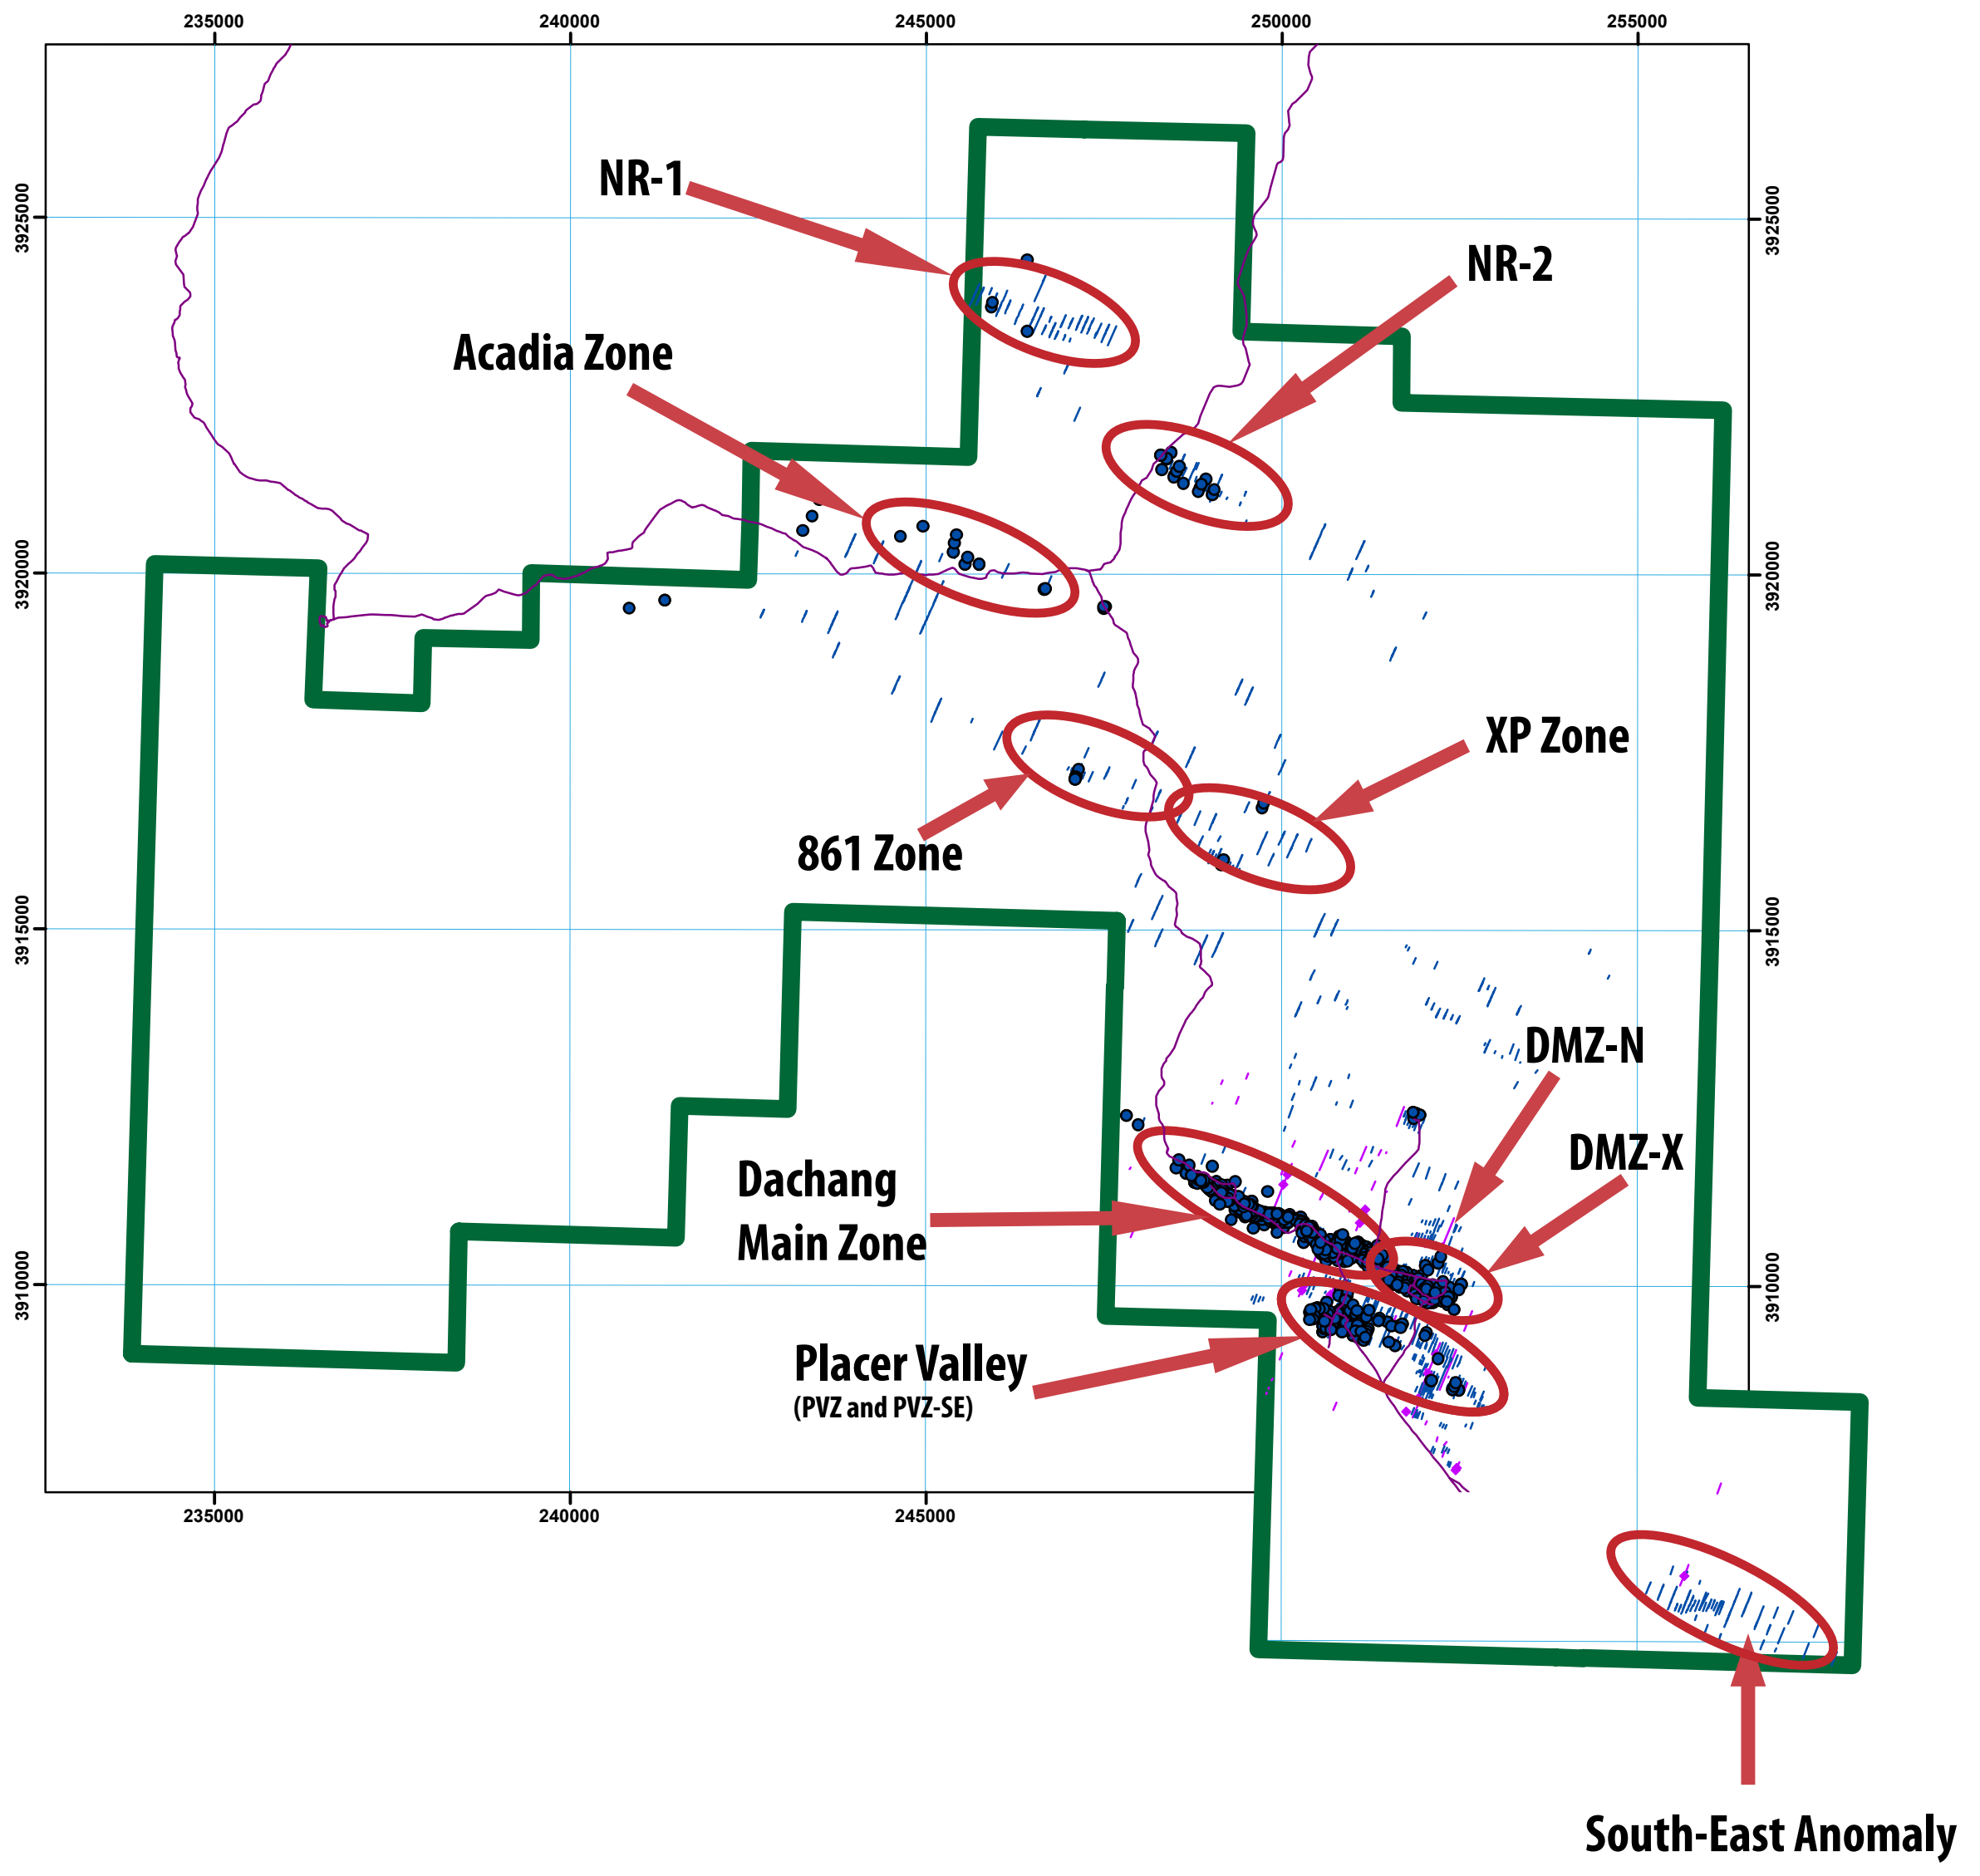 235000 240000 245000 250000 255000
NR-1
3925000
3925000
NR-2
Acadia Zone
3920000
3920000
XP Zone
861 Zone
3915000
3915000
DMZ-N
DMZ-X
Dachang
Main Zone
3910000
3910000
Placer Valley
(PVZ and PVZ-SE)
235000 240000 245000
South-East Anomaly